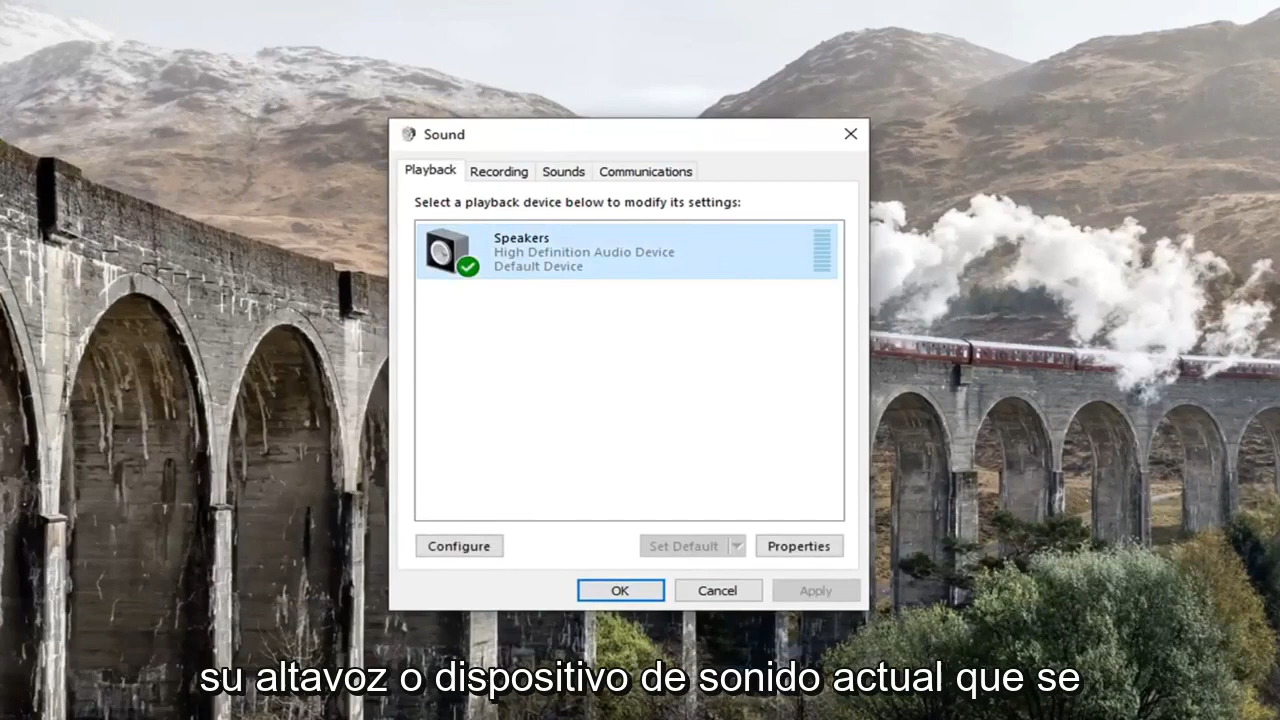 Sound
Playback
Recording
Sounds
Communications
Select a playback device below to modify its settings:
Speakers
High Definition Audio Device
Default Device
Configure
Set Default
Properties
OK
Cancel
Apply
su altavoz o dispositivo de sonido actual que se